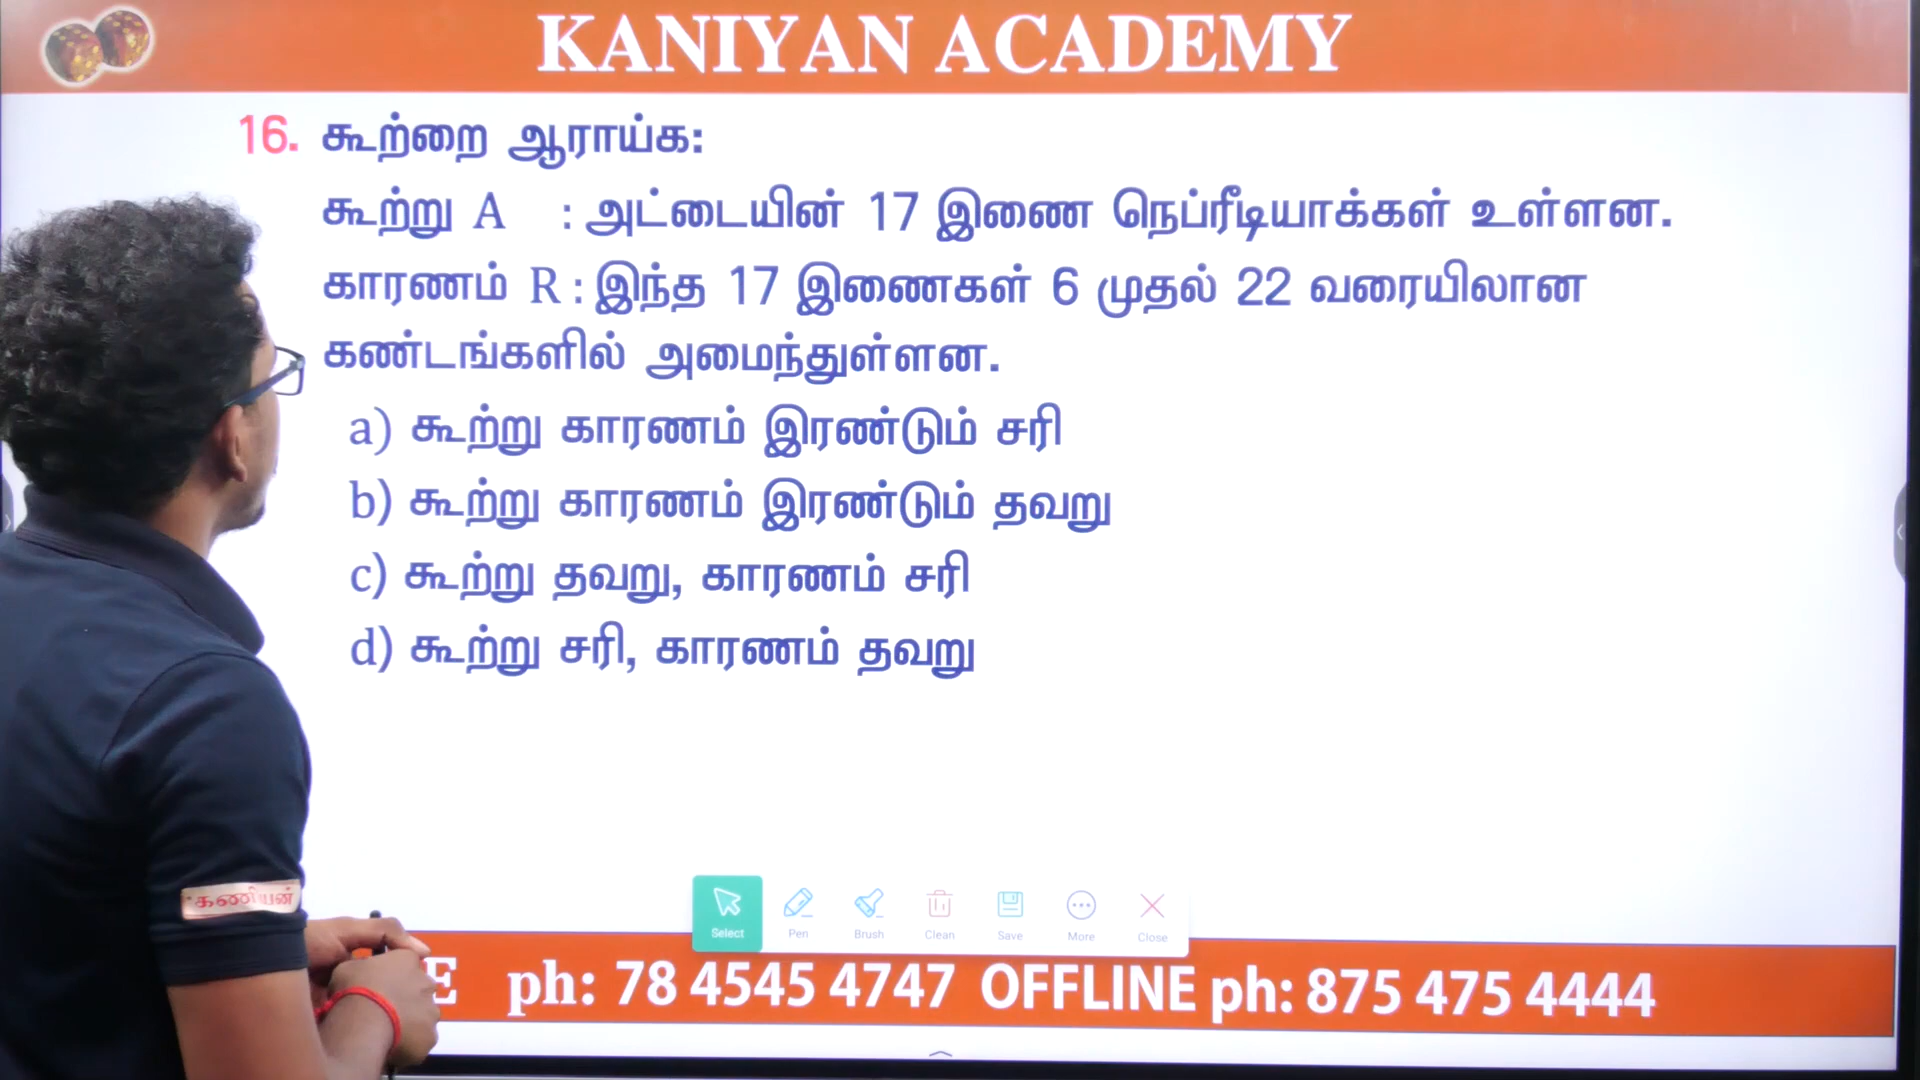 KANIYAN ACADEMY
16. கூற்றை ஆராய்க:
கூற்று A : அட்டையின் 17 இணை நெப்ரீடியாக்கள் உள்ளன.
காரணம் R : இந்த 17 இணைகள் 6 முதல் 22 வரையிலான
கண்டங்களில் அமைந்துள்ளன.
a) கூற்று காரணம் இரண்டும் சரி
b) கூற்று காரணம் இரண்டும் தவறு
c) கூற்று தவறு, காரணம் சரி
d) கூற்று சரி, காரணம் தவறு
கணியன்
Select Pen Brush Clean Save More Close
E ph: 78 4545 4747 OFFLINE ph: 875 475 4444